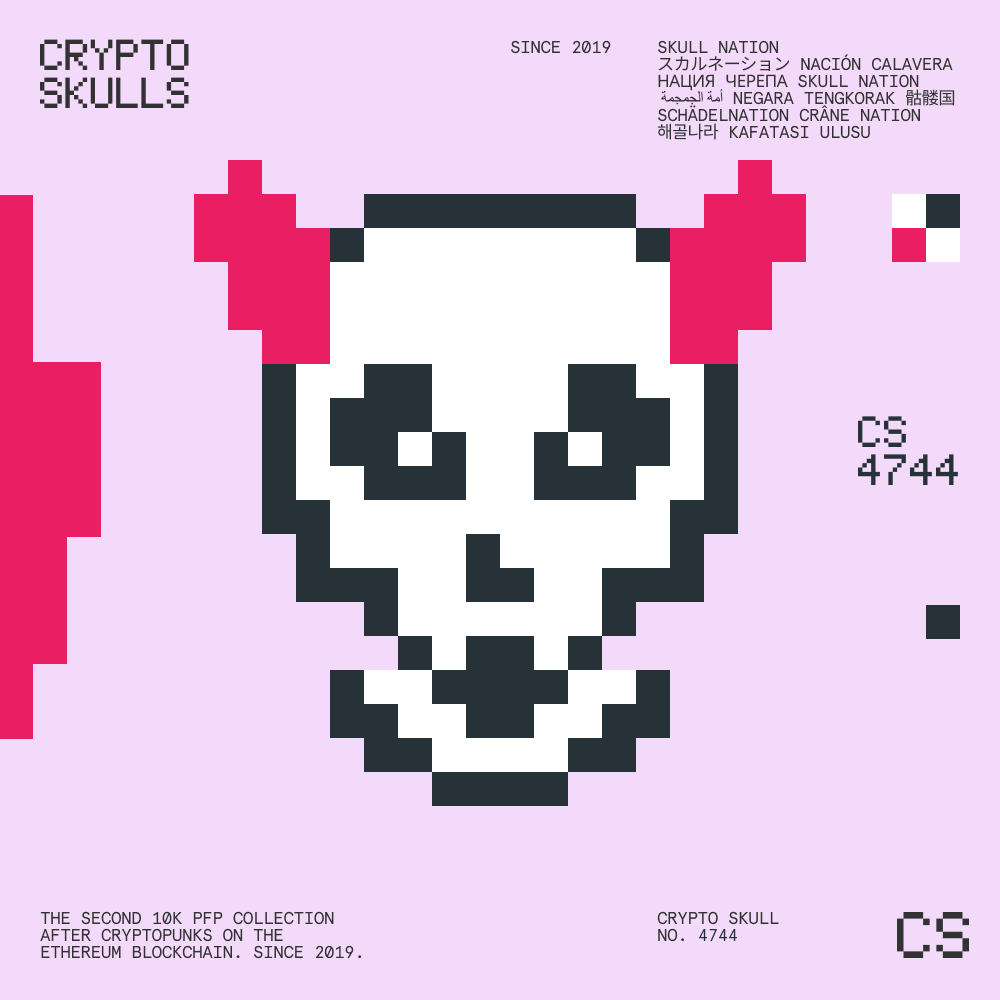 CRYPTO
SKULLS
SINCE 2019
SKULL NATION
スカルネーション NACIÓN CALAVERA
НАЦИЯ ЧЕРЕПА SKULL NATION
أمة الجمجمة NEGARA TENGKORAK 骷髅国
SCHÄDELNATION CRÂNE NATION
해골나라 KAFATASI ULUSU
CS
4744
THE SECOND 10K PFP COLLECTION
AFTER CRYPTOPUNKS ON THE
ETHEREUM BLOCKCHAIN. SINCE 2019.
CRYPTO SKULL
NO. 4744
CS